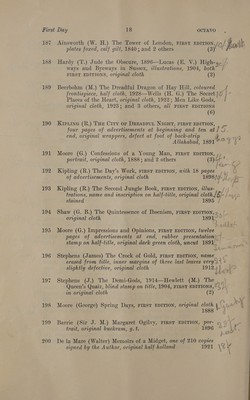 First Day 18 [OCTAVO
187 Ainsworth (W. H.) The Tower of London, FIRST EDITION,
plates foxed, calf gilt, 1840; and 2 others (3)
188 Hardy (T.) Jude the Obscure, 1896—Lucas (E. V.) High-
ways and Byways in Sussex, illustrations, 1904, both
FIRST EDITIONS, original cloth (2)
189 Beerbohm (M.) The Dreadful Dragon of Hay Hill, coloured
frontispiece, half cloth, 1928—Wells (H. G.) The Secret
Places of the Heart, original cloth, 1922; Men Like Gods,
original cloth, 1923; and 3 others, all FIRST EDITIONS
(6)
190 KIPLING (R.) THE CITY OF DREADFUL NIGHT, FIRST EDITION,
four pages of advertisements at beginning and ten at
end, original wrappers, defect at foot of back-strip
Allahabad, 1891
191 Moore (G.) Confessions of a Young Man, FIRST EDITION,
portrait, original cloth, 1888; and 2 others (3)
192 Kipling (R.) The Day's Work, FIRST EDITION, with 16 pages
of advertisements, original cloth 1898
193 Kipling (R.) The Second Jungle Book, FIRST EDITION, illus-
trations, name and inscription on half-title, original cloth,
stained 1895
194 Shaw (G. B.) The Quintessence of Ibsenism, FIRST EDITION,
original cloth 1891
195 Moore (G.) Impressions and Opinions, FIRST EDITION, twelve
pages of advertisements at end, rubber presentation
stamp on half-title, original dark green cloth, uncut 1891
196 Stephens (James) The Crock of Gold, FIRST EDITION, name
erased from title, inner margins of three last leaves very
slightly defective, original cloth 1912
197 Stephens (J.) The Demi-Gods, 1914—Hewlett (M.) The
Queen's Quair, blind stamp on title, 1904, FIRST EDITIONS,
in original cloth (2)
198 Moore (George) Spring Days, FIRST EDITION, original cloth
1888
199 Barrie (Sir J. M.) Margaret Ogilvy, FIRST EDITION, por-
trait, original buckram, g. t. 1896
200 De la Mare (Walter) Memoirs of a Midget, one of 210 copies
signed by the Author, original half holland 1921